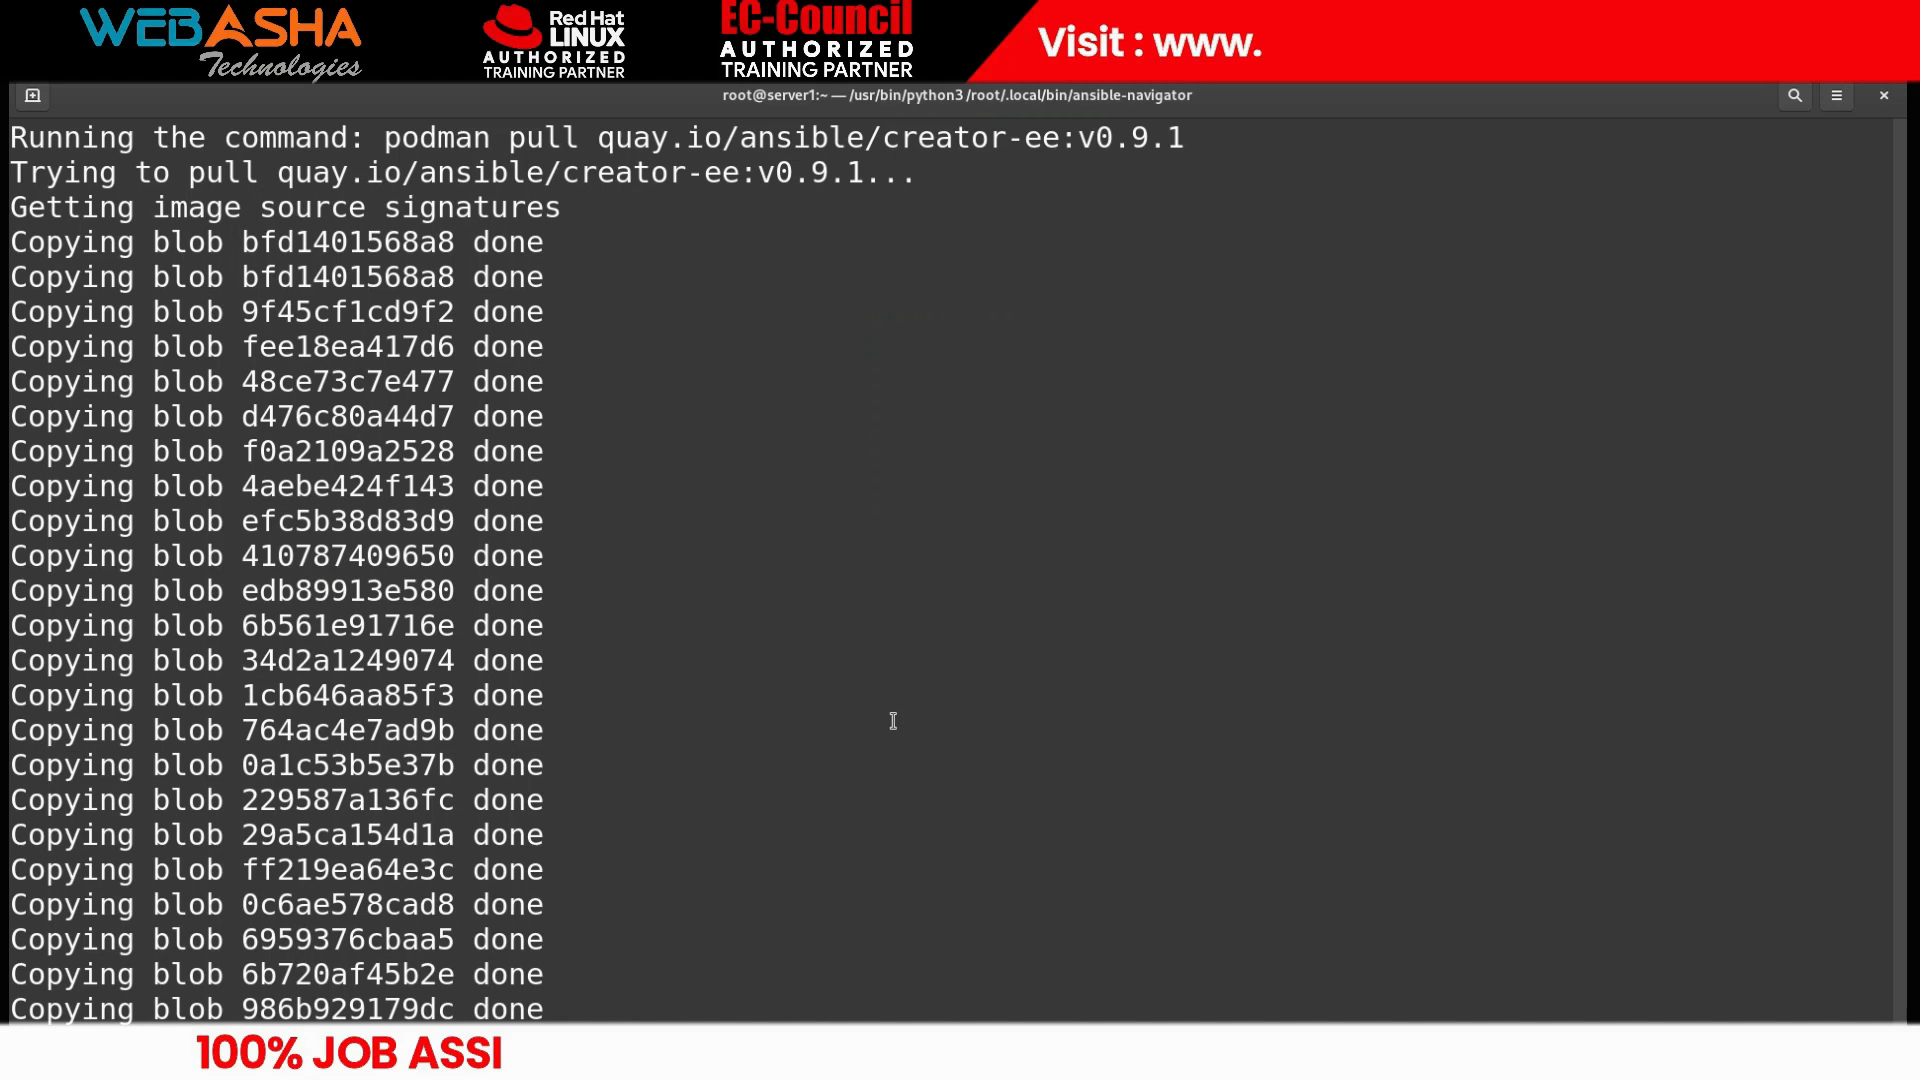 WEBASHA
Technologies
Red Hat
LINUX
AUTHORIZED
TRAINING PARTNER
EC-Council
AUTHORIZED
TRAINING PARTNER
Visit : www.
root@server1:~ — /usr/bin/python3 /root/.local/bin/ansible-navigator
Running the command: podman pull quay.io/ansible/creator-ee:v0.9.1
Trying to pull quay.io/ansible/creator-ee:v0.9.1...
Getting image source signatures
Copying blob bfd1401568a8 done
Copying blob bfd1401568a8 done
Copying blob 9f45cf1cd9f2 done
Copying blob fee18ea417d6 done
Copying blob 48ce73c7e477 done
Copying blob d476c80a44d7 done
Copying blob f0a2109a2528 done
Copying blob 4aebe424f143 done
Copying blob efc5b38d83d9 done
Copying blob 410787409650 done
Copying blob edb89913e580 done
Copying blob 6b561e91716e done
Copying blob 34d2a1249074 done
Copying blob 1cb646aa85f3 done
Copying blob 764ac4e7ad9b done
Copying blob 0a1c53b5e37b done
Copying blob 229587a136fc done
Copying blob 29a5ca154d1a done
Copying blob ff219ea64e3c done
Copying blob 0c6ae578cad8 done
Copying blob 6959376cbaa5 done
Copying blob 6b720af45b2e done
Copying blob 986b929179dc done
100% JOB ASSI